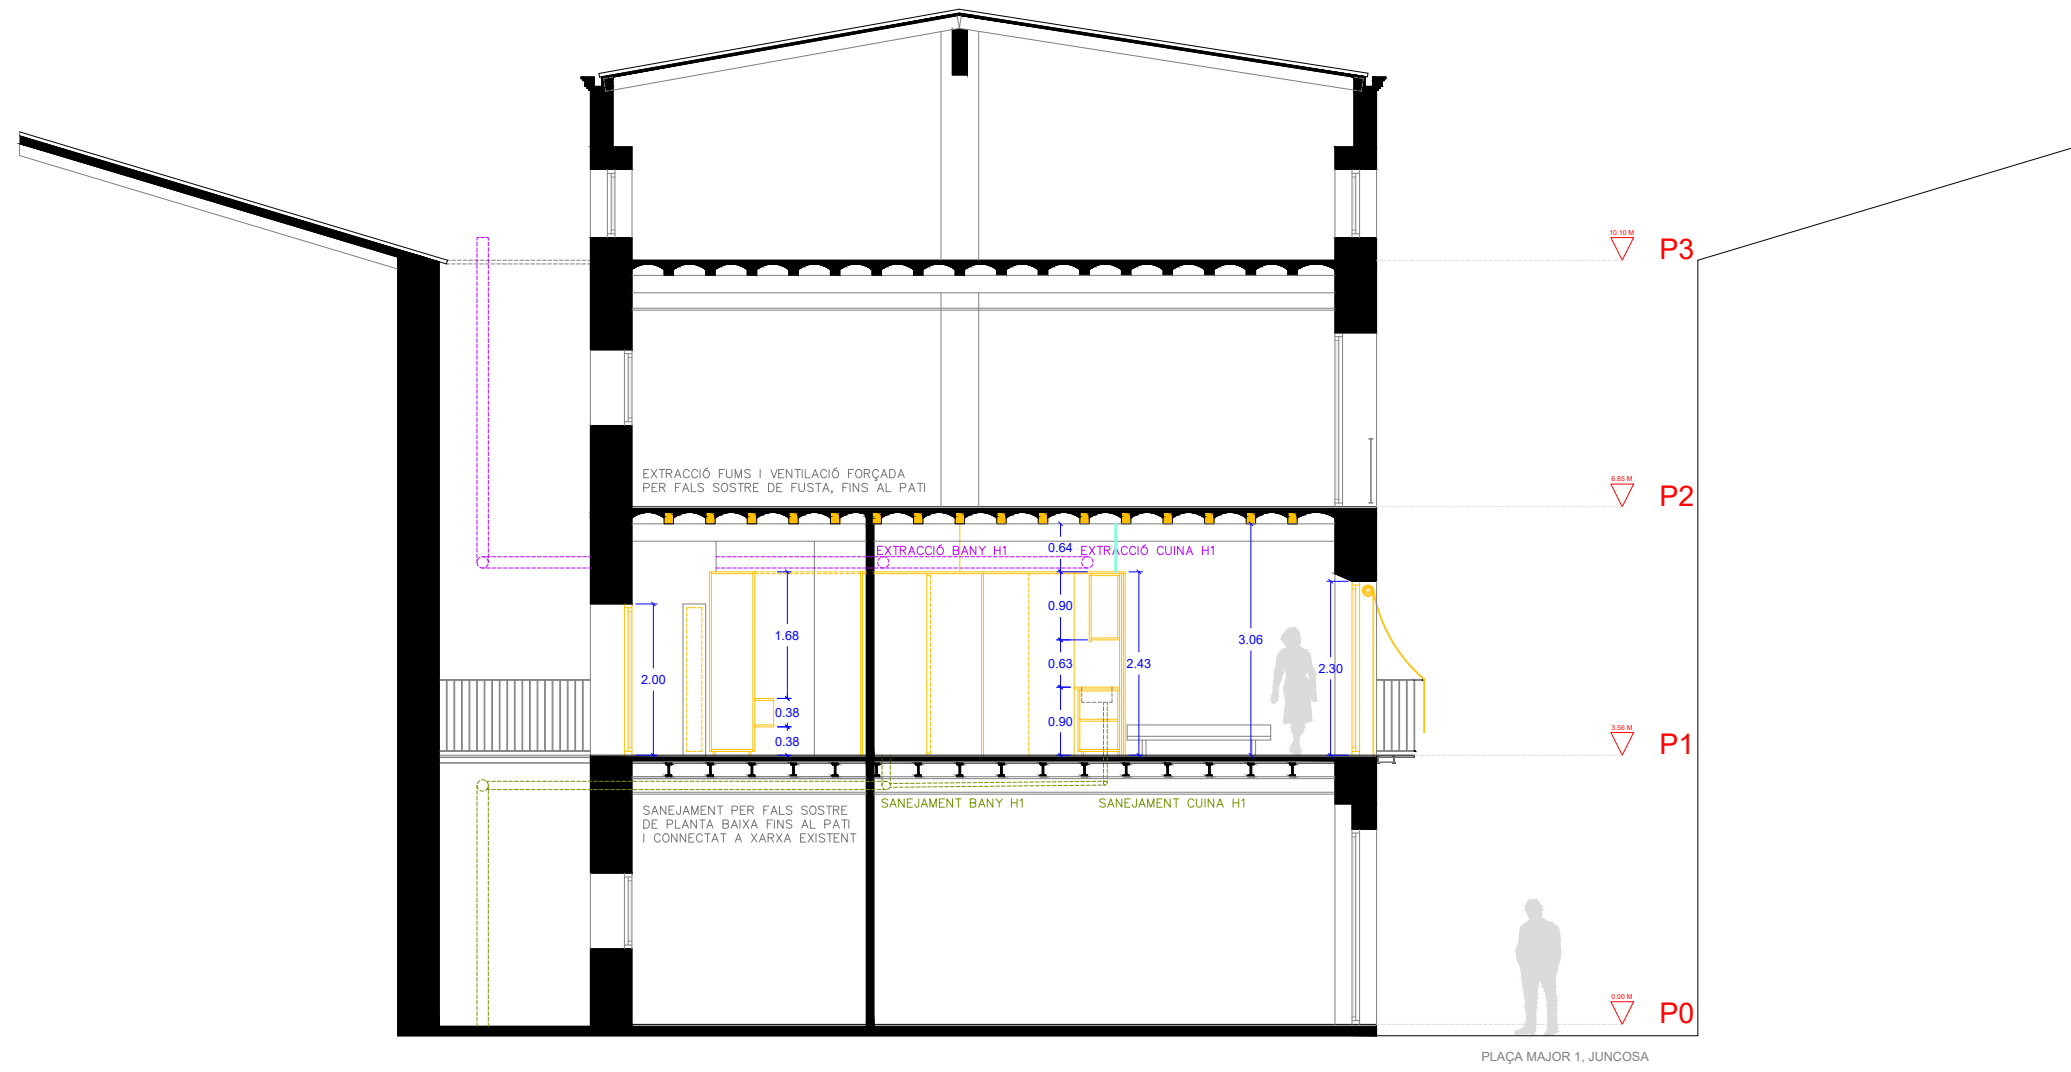 10.10 M
P3
EXTRACCIÓ FUMS I VENTILACIÓ FORÇADA
PER FALS SOSTRE DE FUSTA, FINS AL PATI
6.85 M
P2
EXTRACCIÓ BANY H1
0.64
EXTRACCIÓ CUINA H1
0.90
1.68
3.06
0.63
2.43
2.30
2.00
0.38
0.90
0.38
3.56 M
P1
SANEJAMENT BANY H1
SANEJAMENT CUINA H1
SANEJAMENT PER FALS SOSTRE
DE PLANTA BAIXA FINS AL PATI
I CONNECTAT A XARXA EXISTENT
0.00 M
P0
PLAÇA MAJOR 1, JUNCOSA